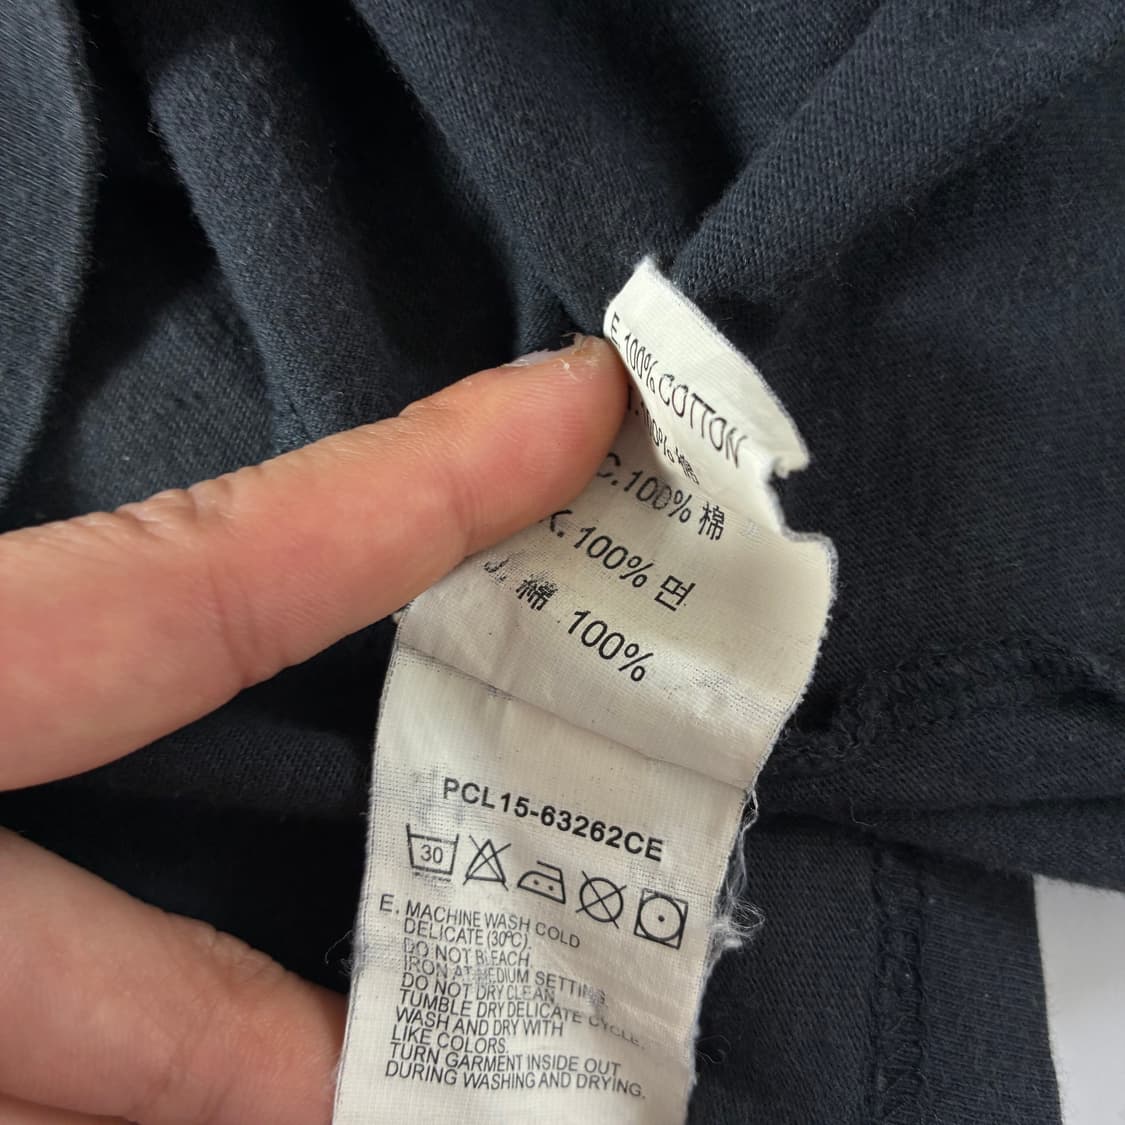 E. 100% COTTON
100%
C. 100% 棉
K. 100% 면
J. 綿 100%
PCL15-63262CE
30
E. MACHINE WASH COLD
DELICATE (30°C).
DO NOT BLEACH.
IRON AT MEDIUM SETTING
DO NOT DRY CLEAN
TUMBLE DRY DELICATE CYCLE.
WASH AND DRY WITH
LIKE COLORS.
TURN GARMENT INSIDE OUT
DURING WASHING AND DRYING.